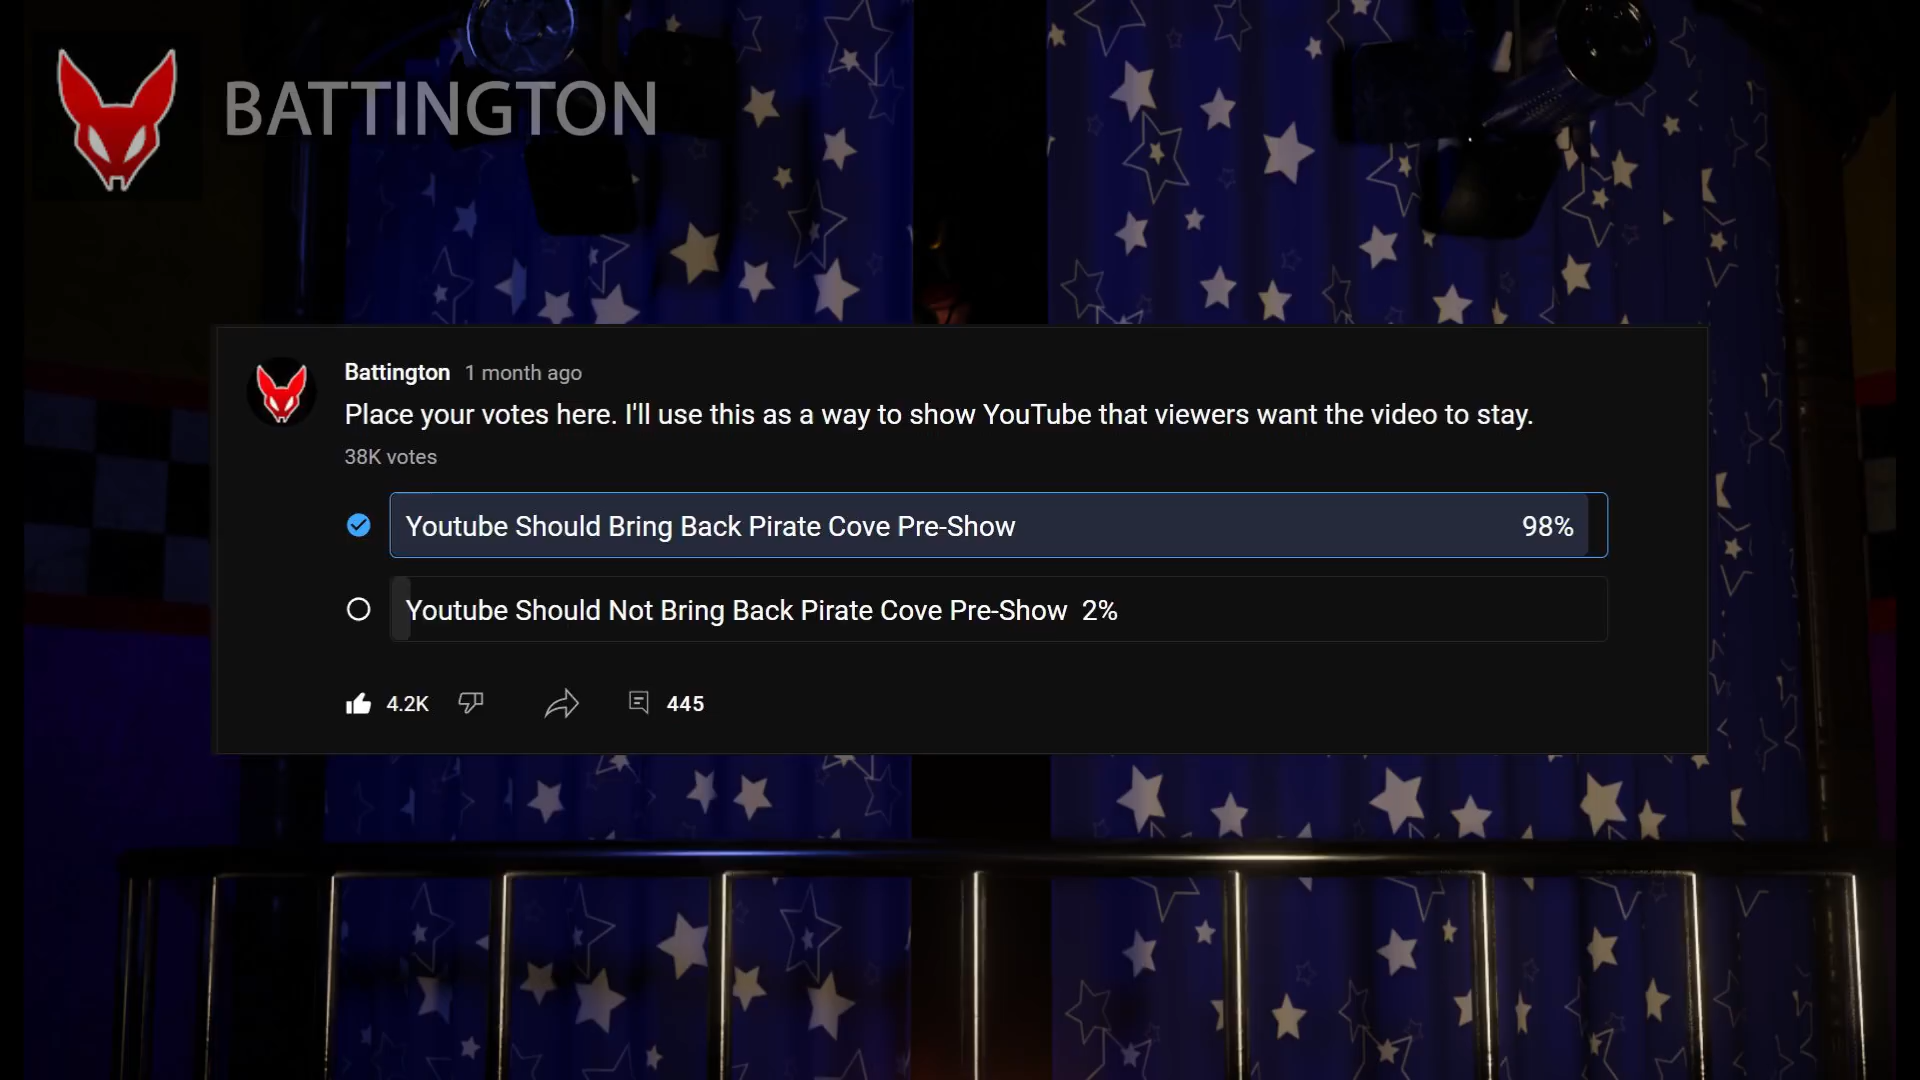 BATTINGTON
Battington 1 month ago
Place your votes here. I'll use this as a way to show YouTube that viewers want the video to stay.
38K votes
Youtube Should Bring Back Pirate Cove Pre-Show 98%
Youtube Should Not Bring Back Pirate Cove Pre-Show 2%
4.2K 445